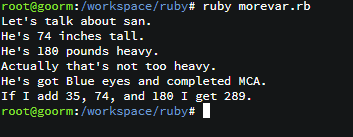 root@goorm:/workspace/ruby# ruby morevar.rb
Let's talk about san.
He's 74 inches tall.
He's 180 pounds heavy.
Actually that's not too heavy.
He's got Blue eyes and completed MCA.
If I add 35, 74, and 180 I get 289.
root@goorm:/workspace/ruby#